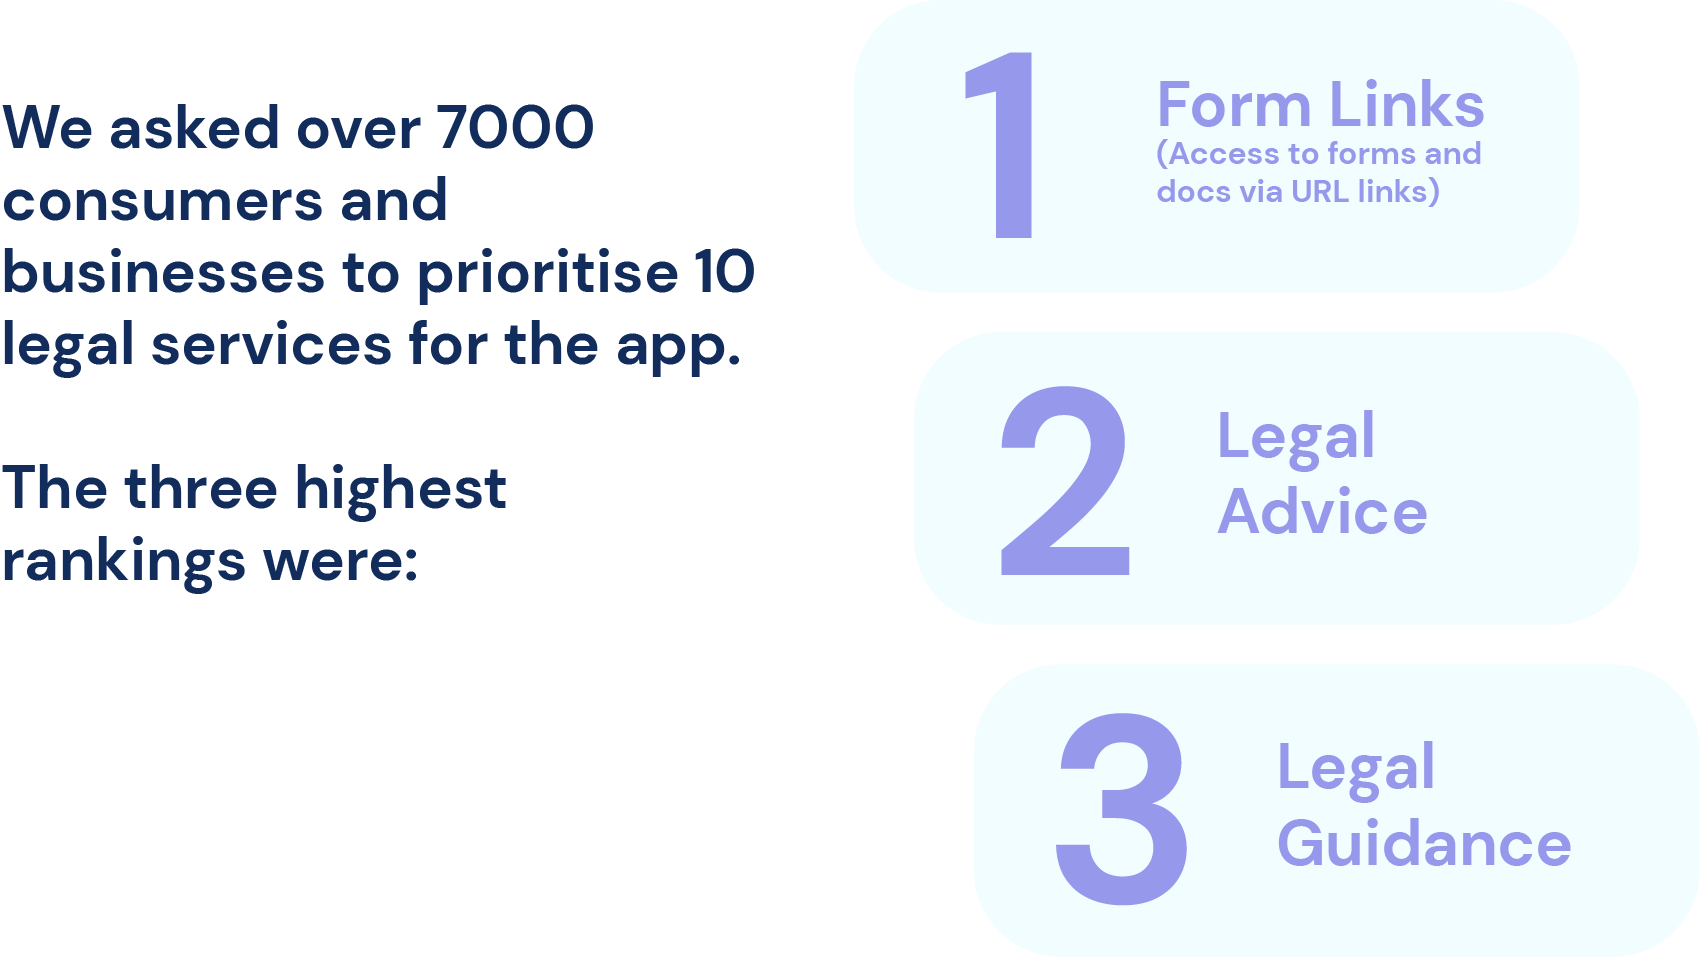 We asked over 7000
consumers and
businesses to prioritise 10
legal services for the app.
The three highest
rankings were:
1
Form Links
(Access to forms and
docs via URL links)
2
Legal
Advice
3
Legal
Guidance